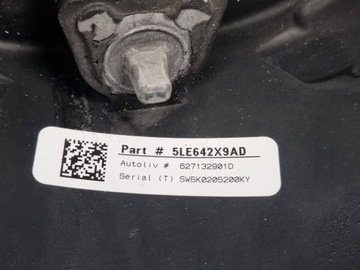 Part # 5LE642X9AD
Autoliv # 627132901D
Serial (T) SW5K0205200KY